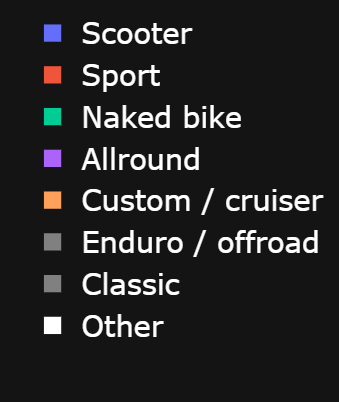 Scooter
Sport
Naked bike
Allround
Custom / cruiser
Enduro / offroad
Classic
Other